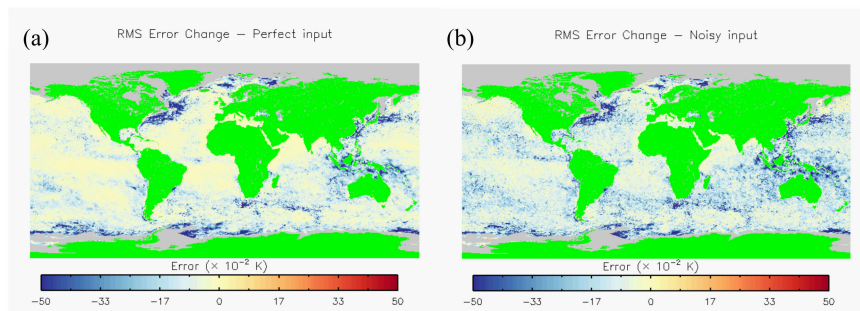 (a)
RMS Error Change – Perfect input
Error (× 10⁻² K)
−50 −33 −17 0 17 33 50
(b)
RMS Error Change – Noisy input
Error (× 10⁻² K)
−50 −33 −17 0 17 33 50